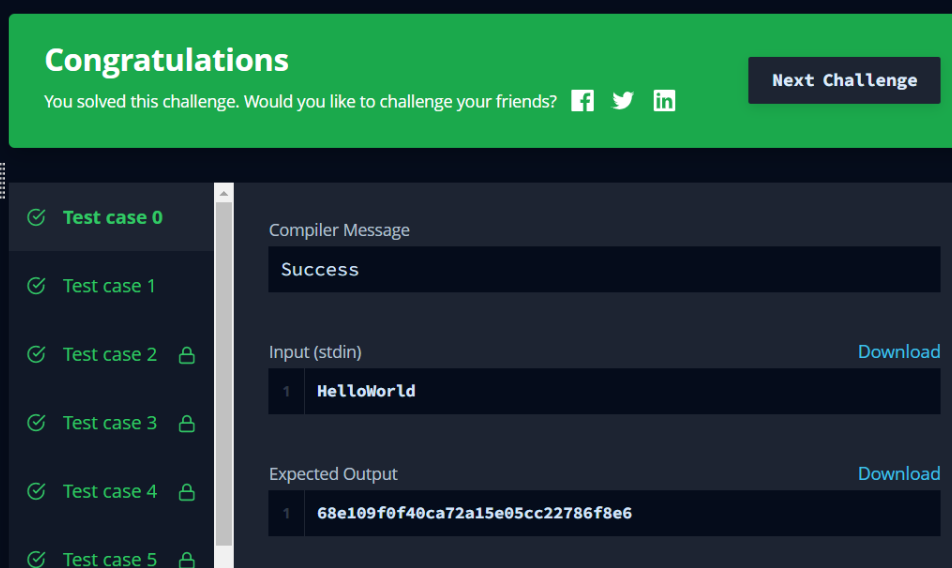 Congratulations
You solved this challenge. Would you like to challenge your friends?
Next Challenge
Test case 0
Test case 1
Test case 2
Test case 3
Test case 4
Test case 5
Compiler Message
Success
Input (stdin)
Download
1 HelloWorld
Expected Output
Download
1 68e109f0f40ca72a15e05cc22786f8e6